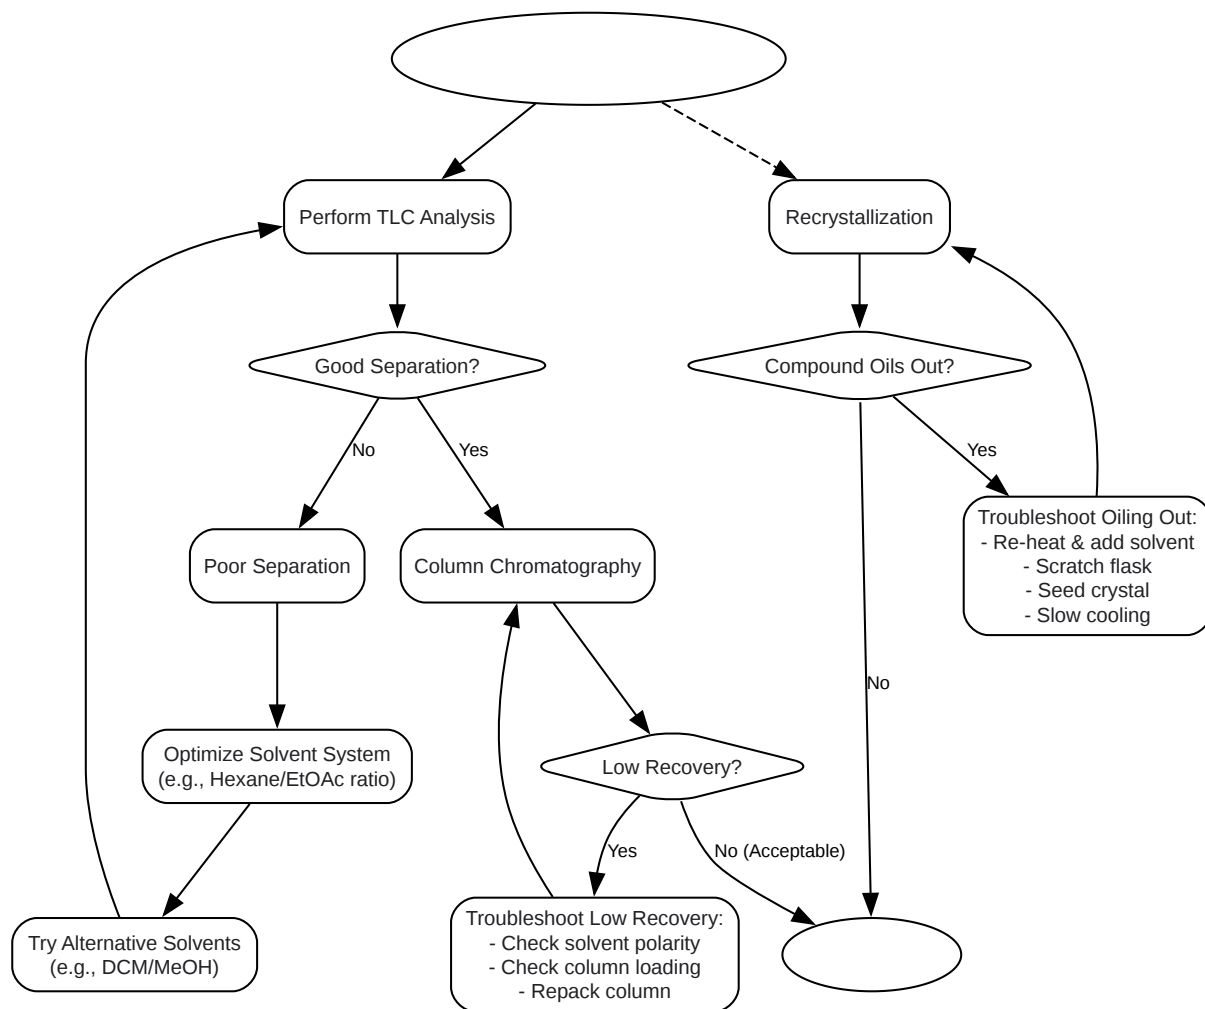 Perform TLC Analysis
Recrystallization
Good Separation?
Compound Oils Out?
No
Yes
Yes
Poor Separation
Column Chromatography
Troubleshoot Oiling Out:
- Re-heat & add solvent
- Scratch flask
- Seed crystal
- Slow cooling
No
Optimize Solvent System
(e.g., Hexane/EtOAc ratio)
Low Recovery?
Yes
No (Acceptable)
Try Alternative Solvents
(e.g., DCM/MeOH)
Troubleshoot Low Recovery:
- Check solvent polarity
- Check column loading
- Repack column